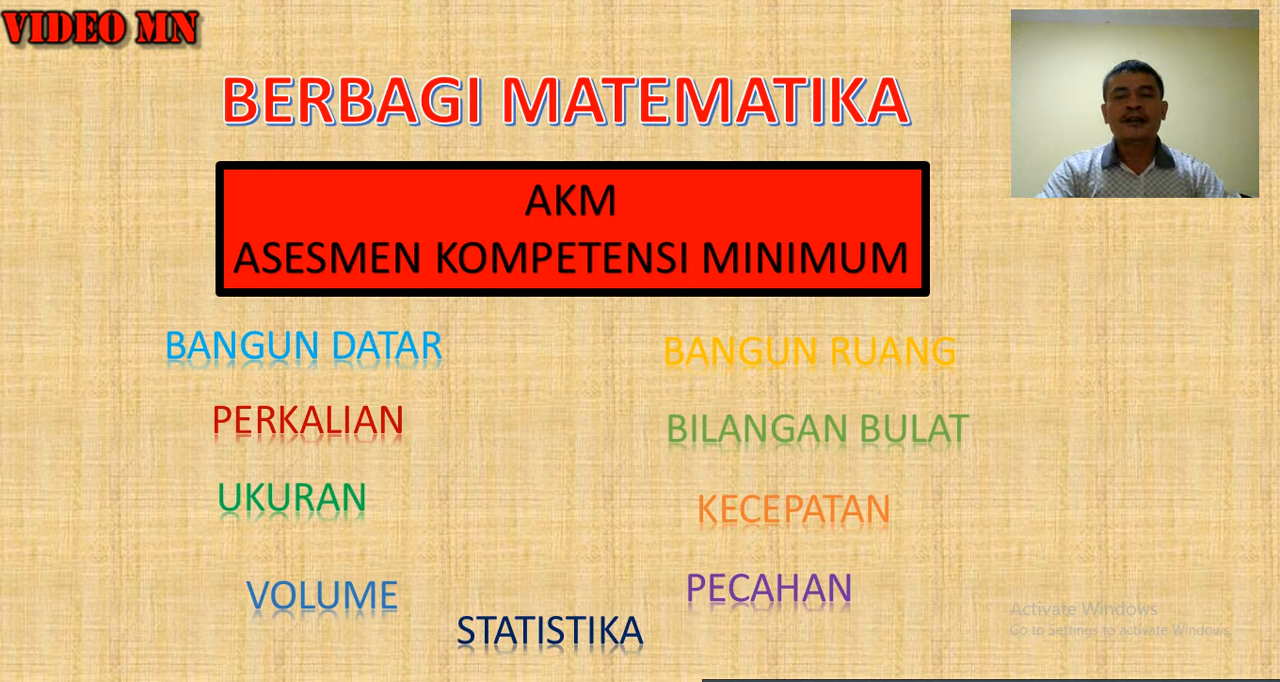 VIDEO MN
BERBAGI MATEMATIKA
AKM
ASESMEN KOMPETENSI MINIMUM
BANGUN DATAR
BANGUN RUANG
PERKALIAN
BILANGAN BULAT
UKURAN
KECEPATAN
VOLUME
PECAHAN
STATISTIKA
Activate Windows
Go to Settings to activate Windows.